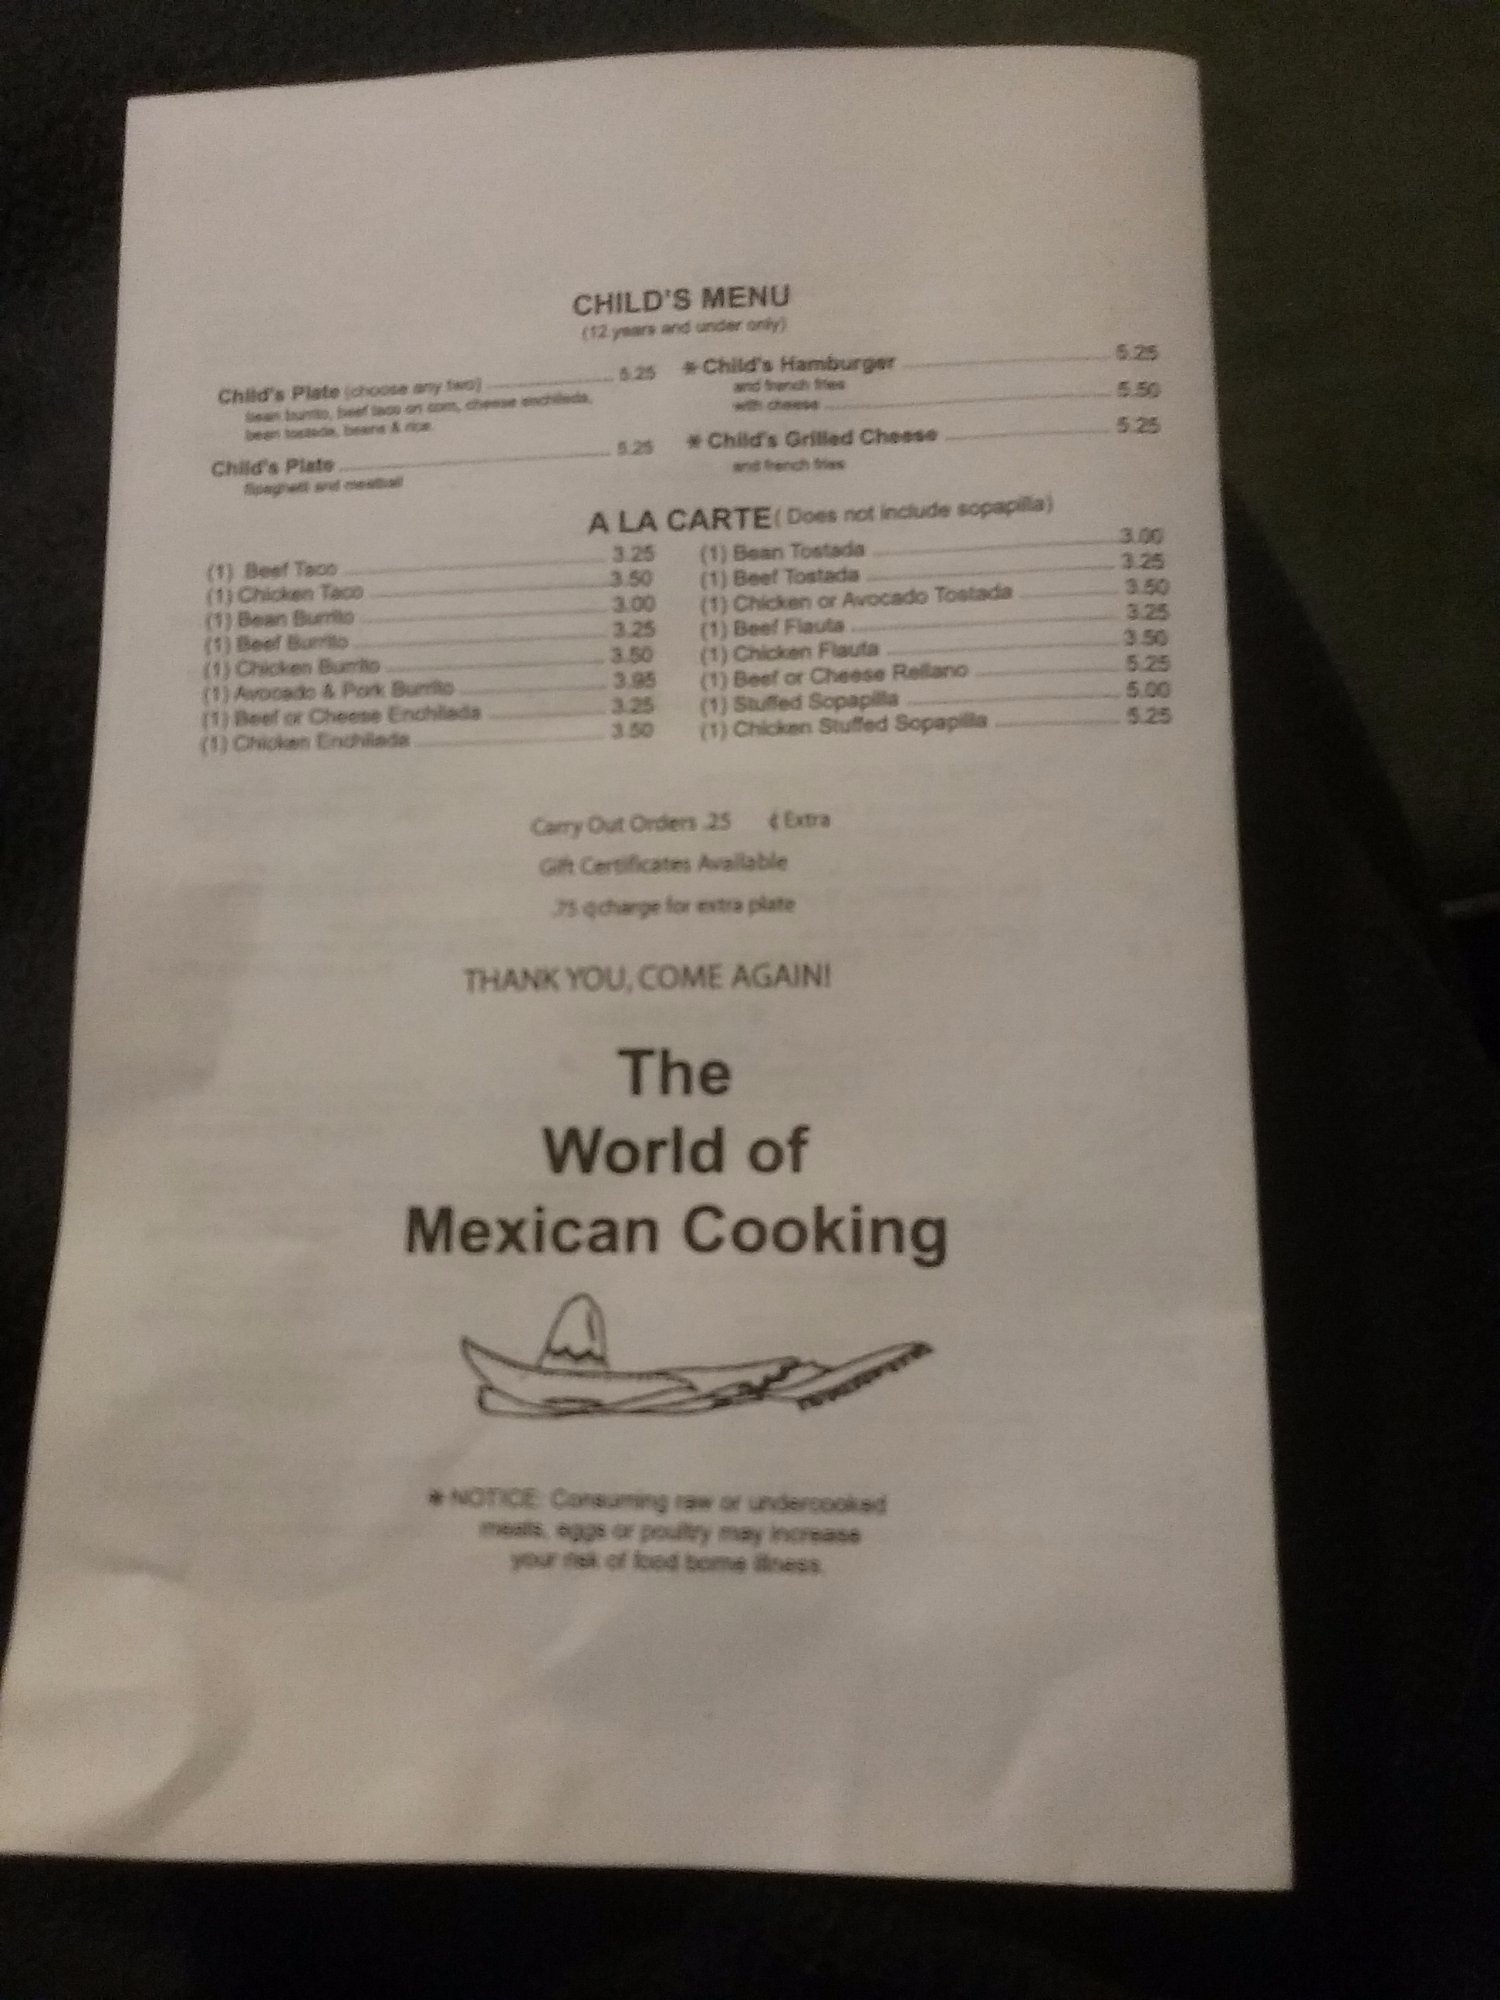 CHILD'S MENU
(12 years and under only)
Child's Plate (choose any two) 5.25
bean burrito, beef taco on corn, cheese enchilada,
bean tostada, beans & rice.
Child's Plate 5.25
Spaghetti and meatball
* Child's Hamburger 5.25
and french fries
with cheese 5.50
* Child's Grilled Cheese 5.25
and french fries
A LA CARTE ( Does not include sopapilla)
(1) Beef Taco 3.25
(1) Chicken Taco 3.50
(1) Bean Burrito 3.00
(1) Beef Burrito 3.25
(1) Chicken Burrito 3.50
(1) Avocado & Pork Burrito 3.95
(1) Beef or Cheese Enchilada 3.25
(1) Chicken Enchilada 3.50
(1) Bean Tostada 3.00
(1) Beef Tostada 3.25
(1) Chicken or Avocado Tostada 3.50
(1) Beef Flauta 3.25
(1) Chicken Flauta 3.50
(1) Beef or Cheese Rellano 5.25
(1) Stuffed Sopapilla 5.00
(1) Chicken Stuffed Sopapilla 5.25
Carry Out Orders .25 ¢ Extra
Gift Certificates Available
.75 ¢ charge for extra plate
THANK YOU, COME AGAIN!
The
World of
Mexican Cooking
* NOTICE: Consuming raw or undercooked
meats, eggs or poultry may increase
your risk of food borne illness.